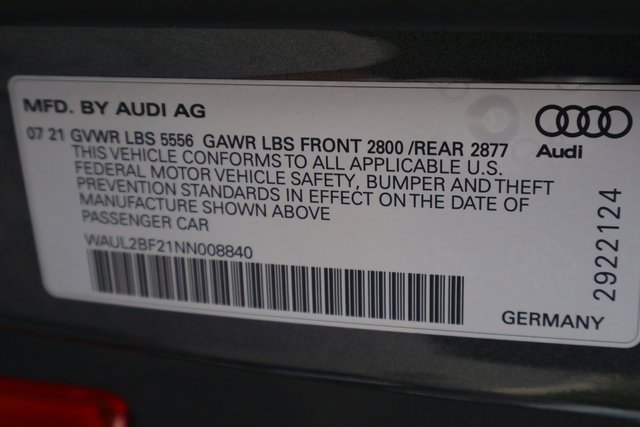 MFD. BY AUDI AG
07 21 GVWR LBS 5556 GAWR LBS FRONT 2800 /REAR 2877
THIS VEHICLE CONFORMS TO ALL APPLICABLE U.S.
FEDERAL MOTOR VEHICLE SAFETY, BUMPER AND THEFT
PREVENTION STANDARDS IN EFFECT ON THE DATE OF
MANUFACTURE SHOWN ABOVE
PASSENGER CAR
WAUL2BF21NN008840
Audi
2922124
GERMANY